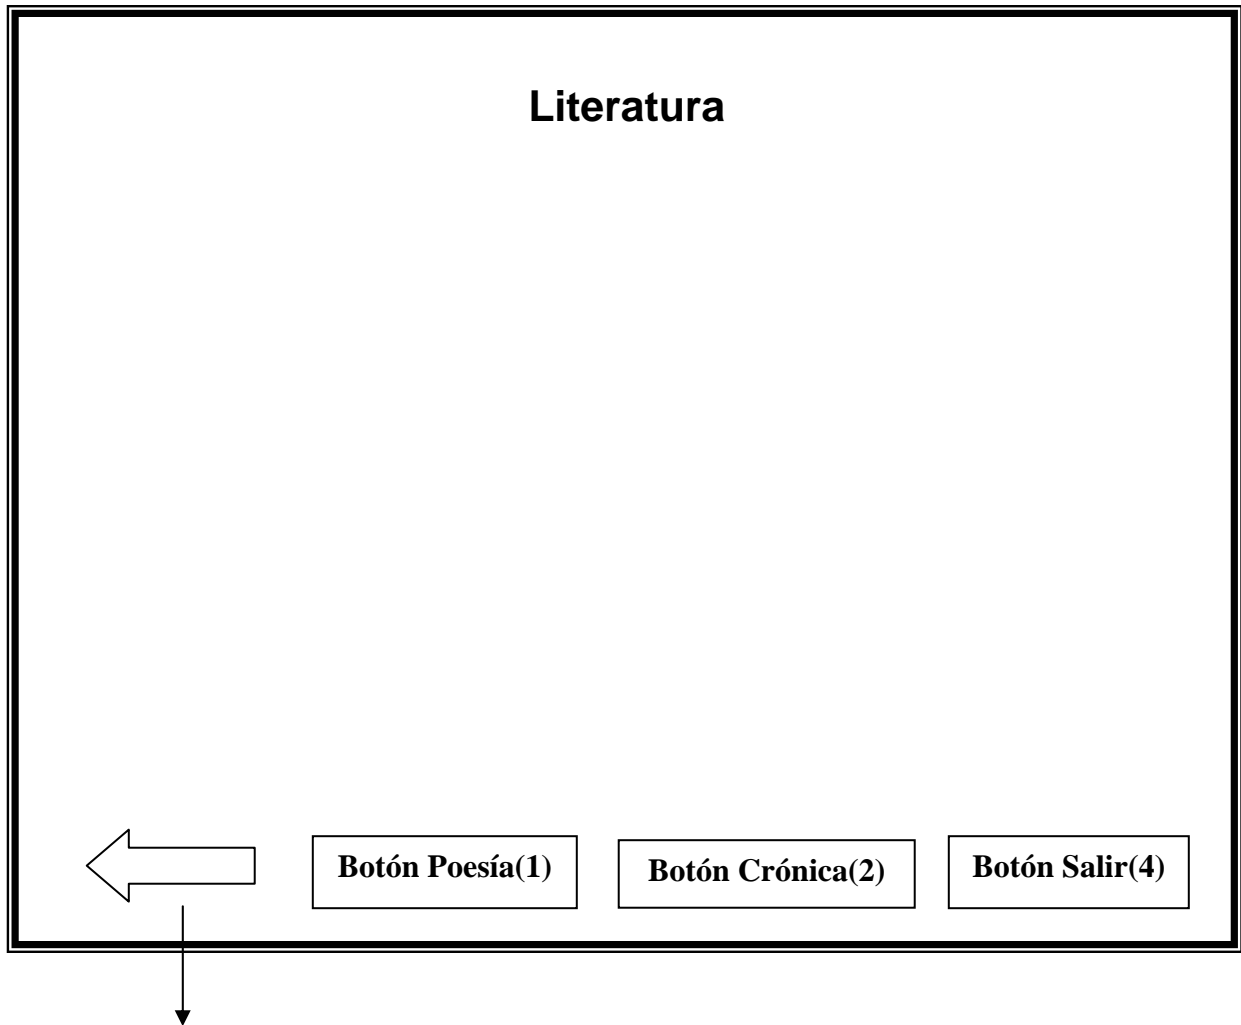 Literatura
Botón Poesía(1)
Botón Crónica(2)
Botón Salir(4)